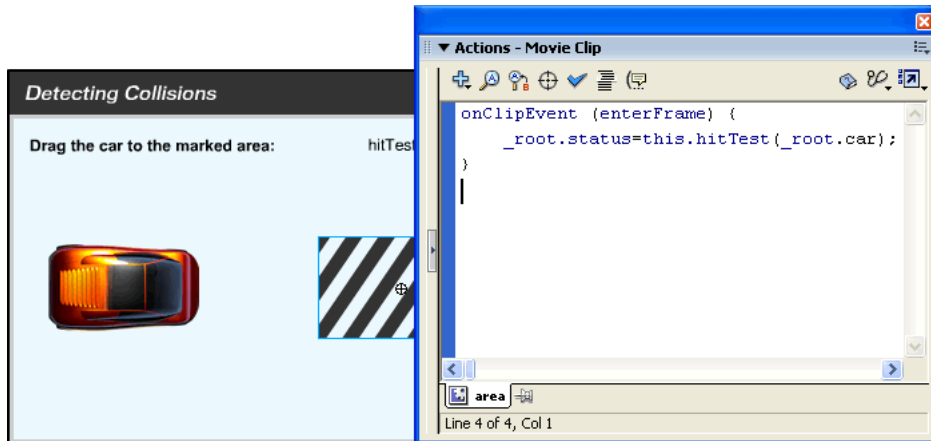 Actions - Movie Clip
Detecting Collisions
Drag the car to the marked area:
hitTest
onClipEvent (enterFrame) {
    _root.status=this.hitTest(_root.car);
}
area
Line 4 of 4, Col 1